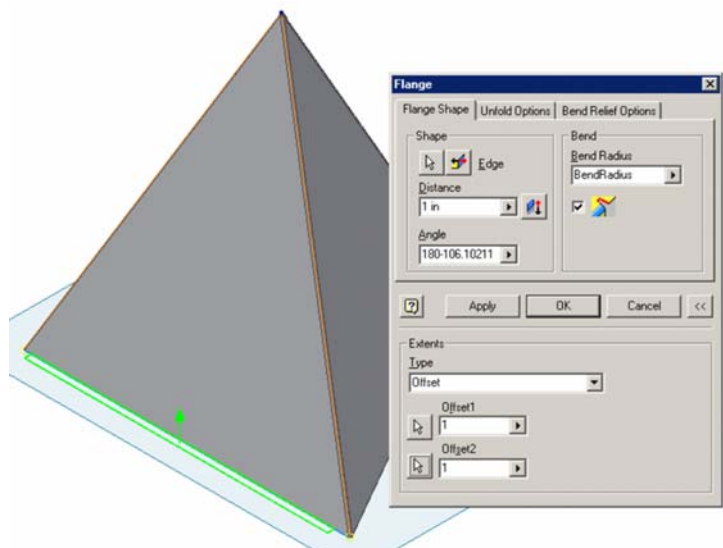 Flange
Flange Shape Unfold Options Bend Relief Options
Shape
Edge
Distance
1 in
Angle
180-106.10211
Bend
Bend Radius
BendRadius
Apply OK Cancel <<
Extents
Type
Offset
Offset1
1
Offset2
1